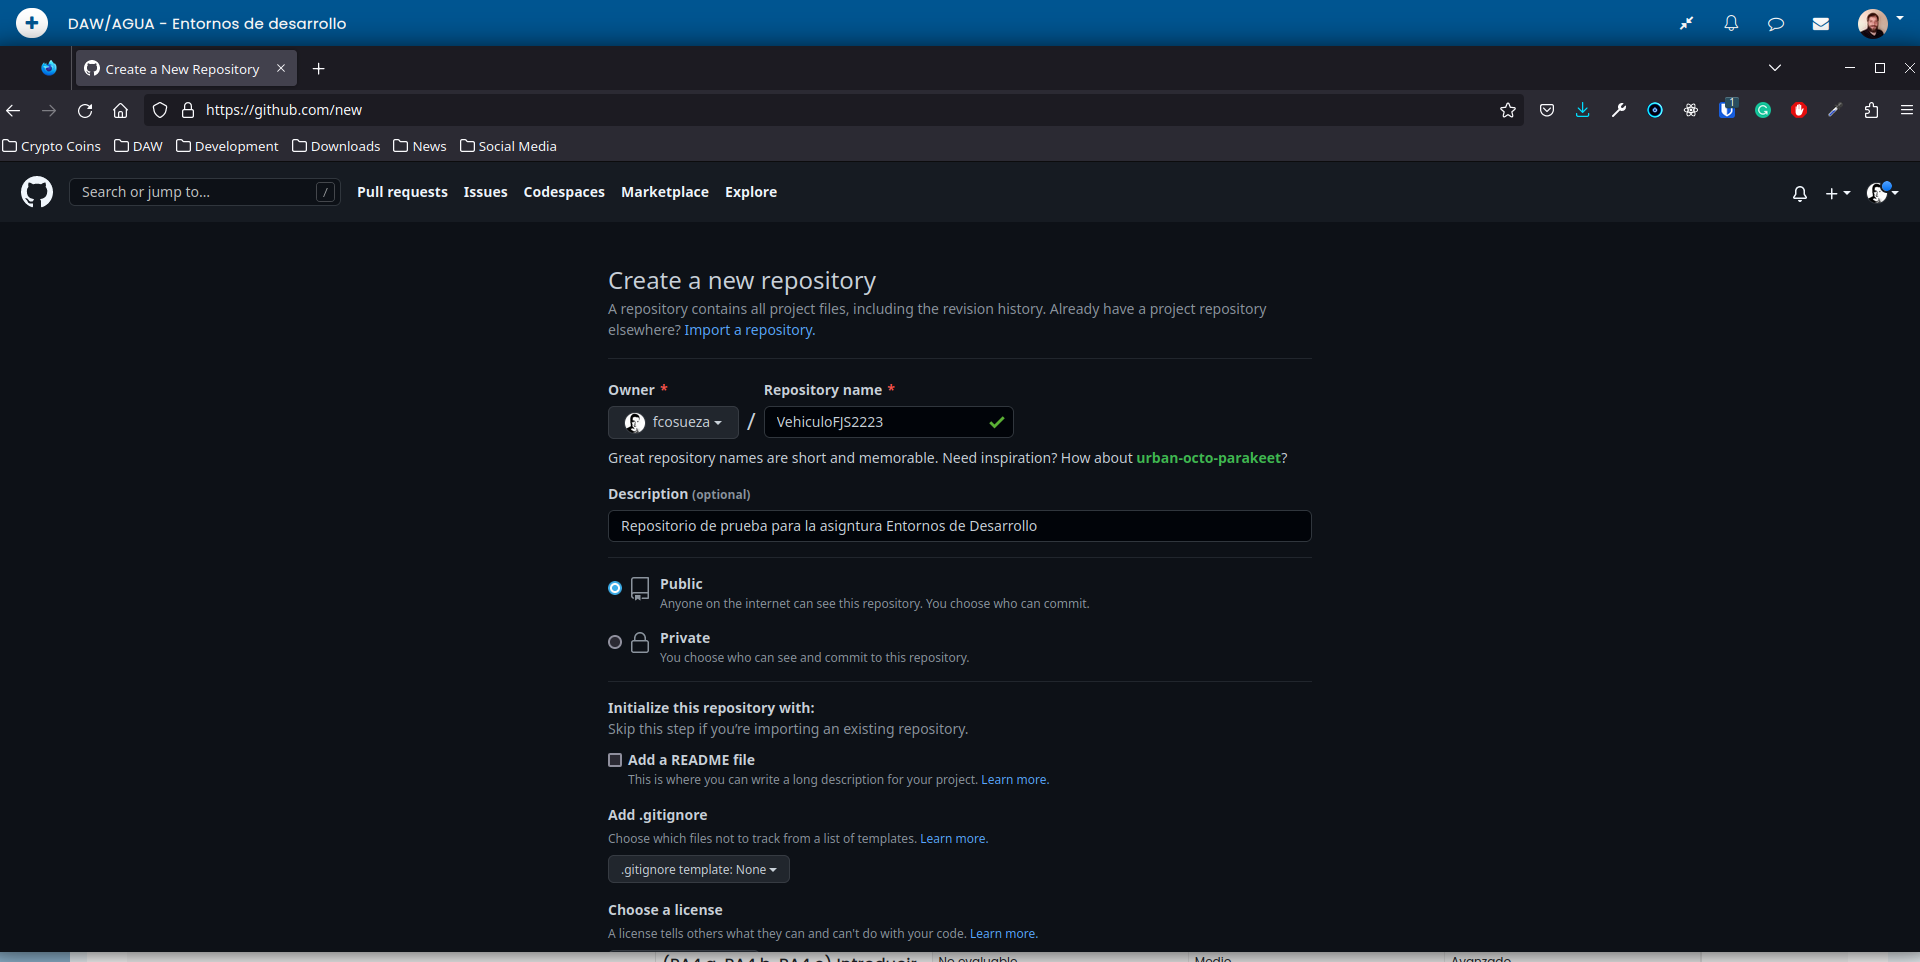 DAW/AGUA - Entornos de desarrollo
Create a New Repository
https://github.com/new
1
Crypto Coins DAW Development Downloads News Social Media
Search or jump to... / Pull requests Issues Codespaces Marketplace Explore
Create a new repository
A repository contains all project files, including the revision history. Already have a project repository
elsewhere? Import a repository.
Owner * Repository name *
fcosueza / VehiculoFJS2223
Great repository names are short and memorable. Need inspiration? How about urban-octo-parakeet?
Description (optional)
Repositorio de prueba para la asigntura Entornos de Desarrollo
Public
Anyone on the internet can see this repository. You choose who can commit.
Private
You choose who can see and commit to this repository.
Initialize this repository with:
Skip this step if you're importing an existing repository.
Add a README file
This is where you can write a long description for your project. Learn more.
Add .gitignore
Choose which files not to track from a list of templates. Learn more.
.gitignore template: None
Choose a license
A license tells others what they can and can't do with your code. Learn more.
No evaluable Medio Avanzado